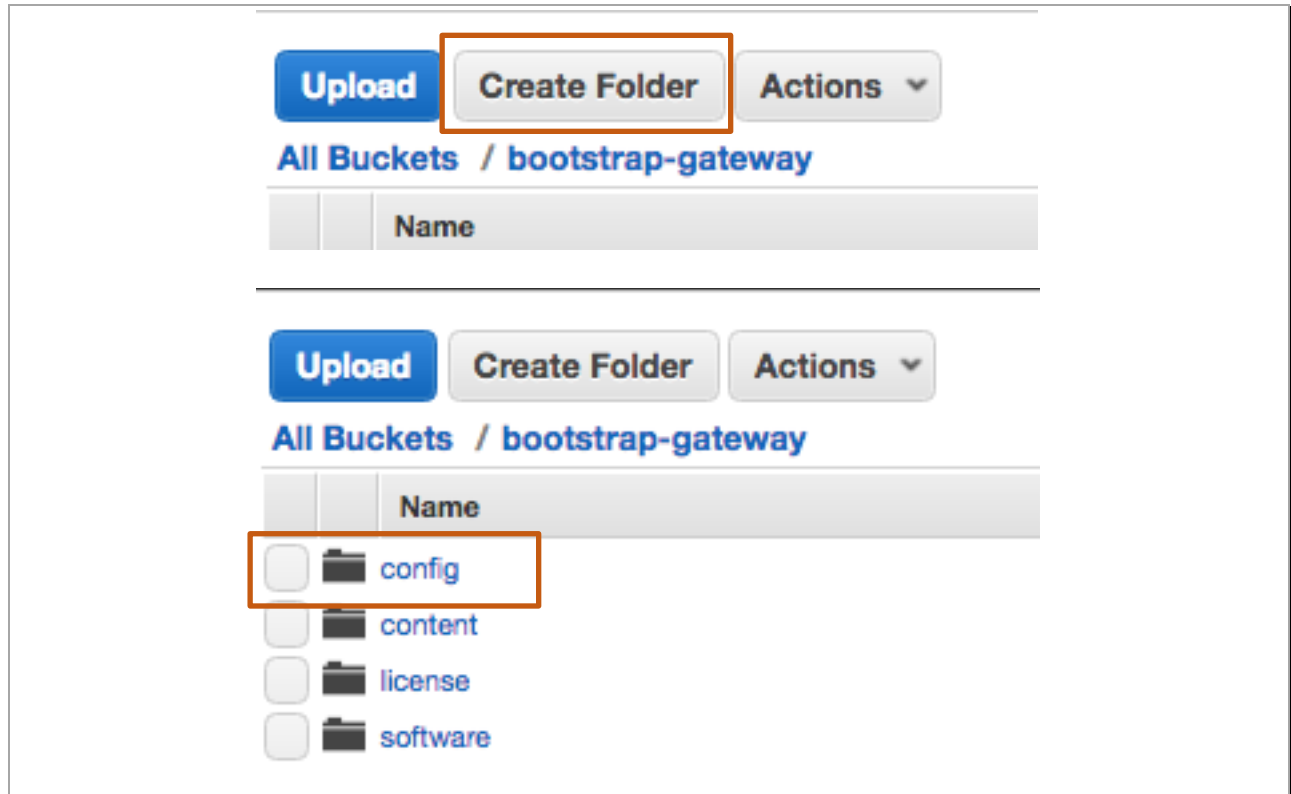 Upload Create Folder Actions
All Buckets / bootstrap-gateway
Name
Upload Create Folder Actions
All Buckets / bootstrap-gateway
Name
config
content
license
software